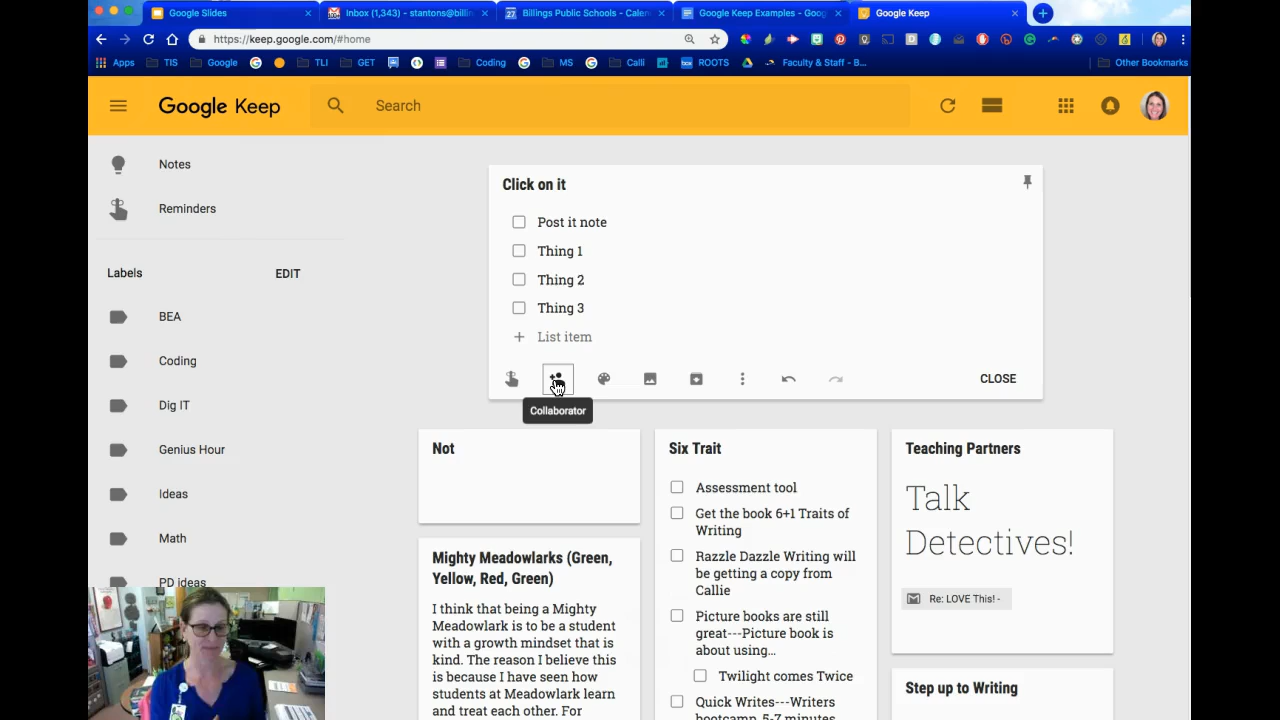 Google Slides
Inbox (1,343) - stantons@billin
Billings Public Schools - Calen
Google Keep Examples - Goog
Google Keep
https://keep.google.com/#home
Apps
TIS
Google
TLI
GET
Coding
MS
Calli
ROOTS
Faculty & Staff - B...
Other Bookmarks
Google Keep
Search
Notes
Reminders
Labels
EDIT
BEA
Coding
Dig IT
Genius Hour
Ideas
Math
PD ideas
Click on it
Post it note
Thing 1
Thing 2
Thing 3
List item
CLOSE
Collaborator
Not
Mighty Meadowlarks (Green,
Yellow, Red, Green)
I think that being a Mighty
Meadowlark is to be a student
with a growth mindset that is
kind. The reason I believe this
is because I have seen how
students at Meadowlark learn
and treat each other. For
Six Trait
Assessment tool
Get the book 6+1 Traits of
Writing
Razzle Dazzle Writing will
be getting a copy from
Callie
Picture books are still
great---Picture book is
about using...
Twilight comes Twice
Quick Writes---Writers
bootcamp, 5-7 minutes
Teaching Partners
Talk
Detectives!
Re: LOVE This! -
Step up to Writing